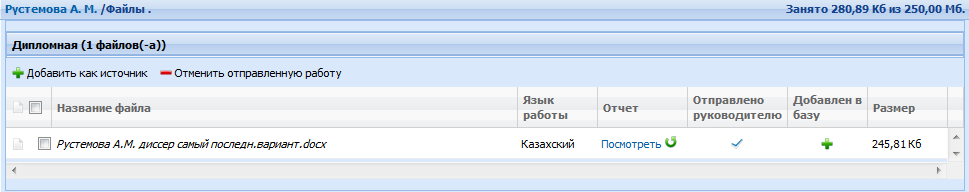 Рүстемова А. М. /Файлы .
Занято 280,89 Кб из 250,00 Мб.
Дипломная (1 файлов(-а))
Добавить как источник
Отменить отправленную работу
Название файла
Язык работы
Отчет
Отправлено руководителю
Добавлен в базу
Размер
Рустемова А.М. диссер самый последн.вариант.docx
Казахский
Посмотреть
245,81 Кб